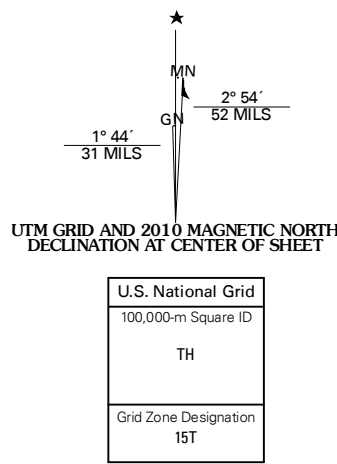 MN
GN
2° 54´
52 MILS
1° 44´
31 MILS
UTM GRID AND 2010 MAGNETIC NORTH
DECLINATION AT CENTER OF SHEET
U.S. National Grid
100,000-m Square ID
TH
Grid Zone Designation
15T